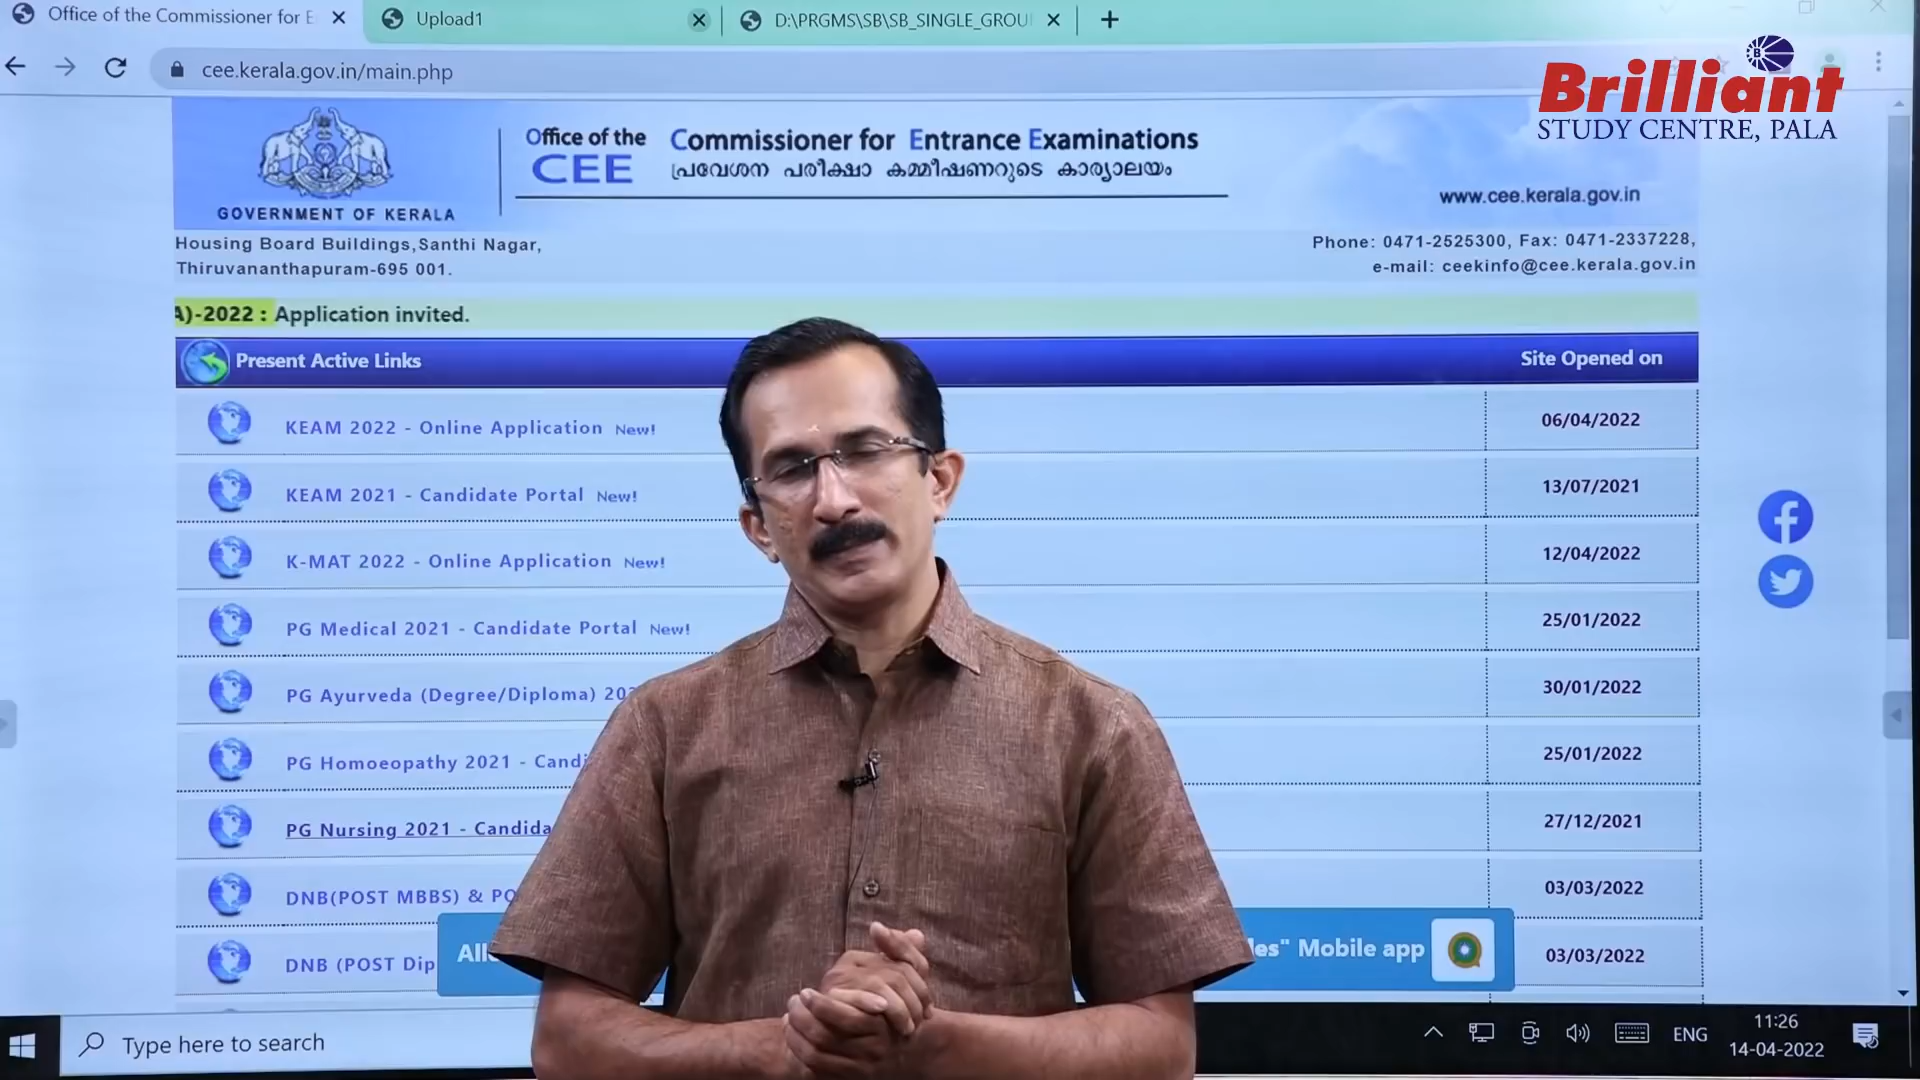 Office of the Commissioner for E
Upload1
D:\PRGMS\SB\SB_SINGLE_GROU
cee.kerala.gov.in/main.php
Brilliant
STUDY CENTRE, PALA
Office of the
CEE
Commissioner for Entrance Examinations
പ്രവേശന പരീക്ഷാ കമ്മീഷണറുടെ കാര്യാലയം
GOVERNMENT OF KERALA
www.cee.kerala.gov.in
Housing Board Buildings,Santhi Nagar,
Thiruvananthapuram-695 001.
Phone: 0471-2525300, Fax: 0471-2337228,
e-mail: ceekinfo@cee.kerala.gov.in
A)-2022 : Application invited.
Present Active Links Site Opened on
KEAM 2022 - Online Application New! 06/04/2022
KEAM 2021 - Candidate Portal New! 13/07/2021
K-MAT 2022 - Online Application New! 12/04/2022
PG Medical 2021 - Candidate Portal New! 25/01/2022
PG Ayurveda (Degree/Diploma) 30/01/2022
PG Homoeopathy 2021 - Candi 25/01/2022
PG Nursing 2021 - Candida 27/12/2021
DNB(POST MBBS) & PO 03/03/2022
DNB (POST Dip 03/03/2022
All les" Mobile app
Type here to search
ENG
11:26
14-04-2022